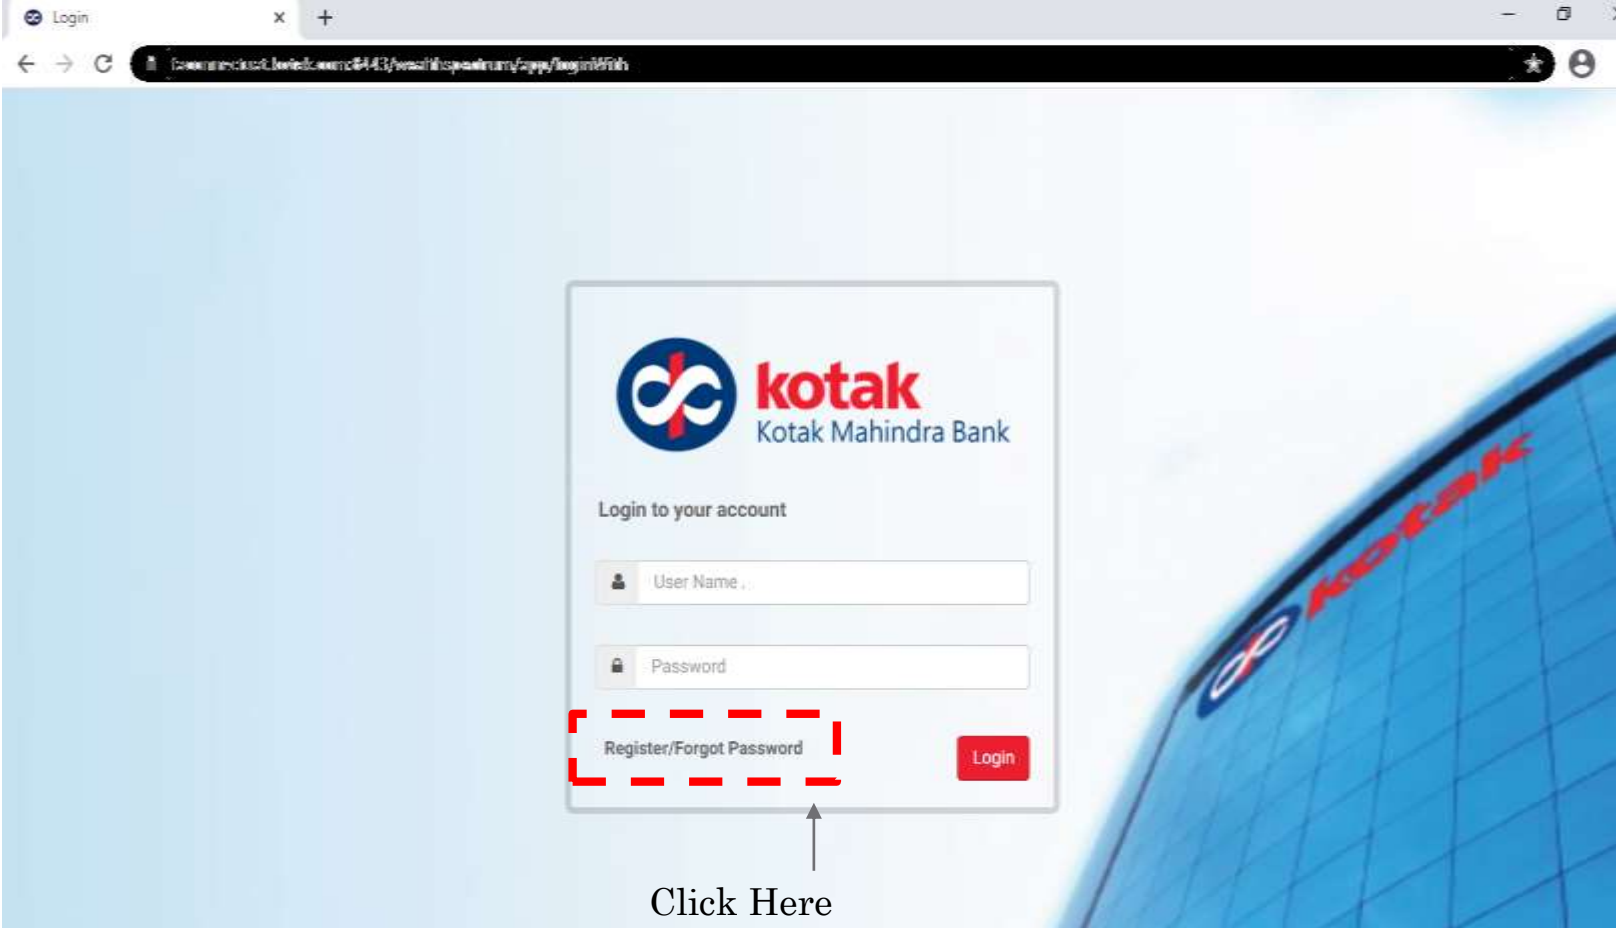 Login
kotak
Kotak Mahindra Bank
kotak
Login to your account
User Name .
Password
Register/Forgot Password
Login
Click Here